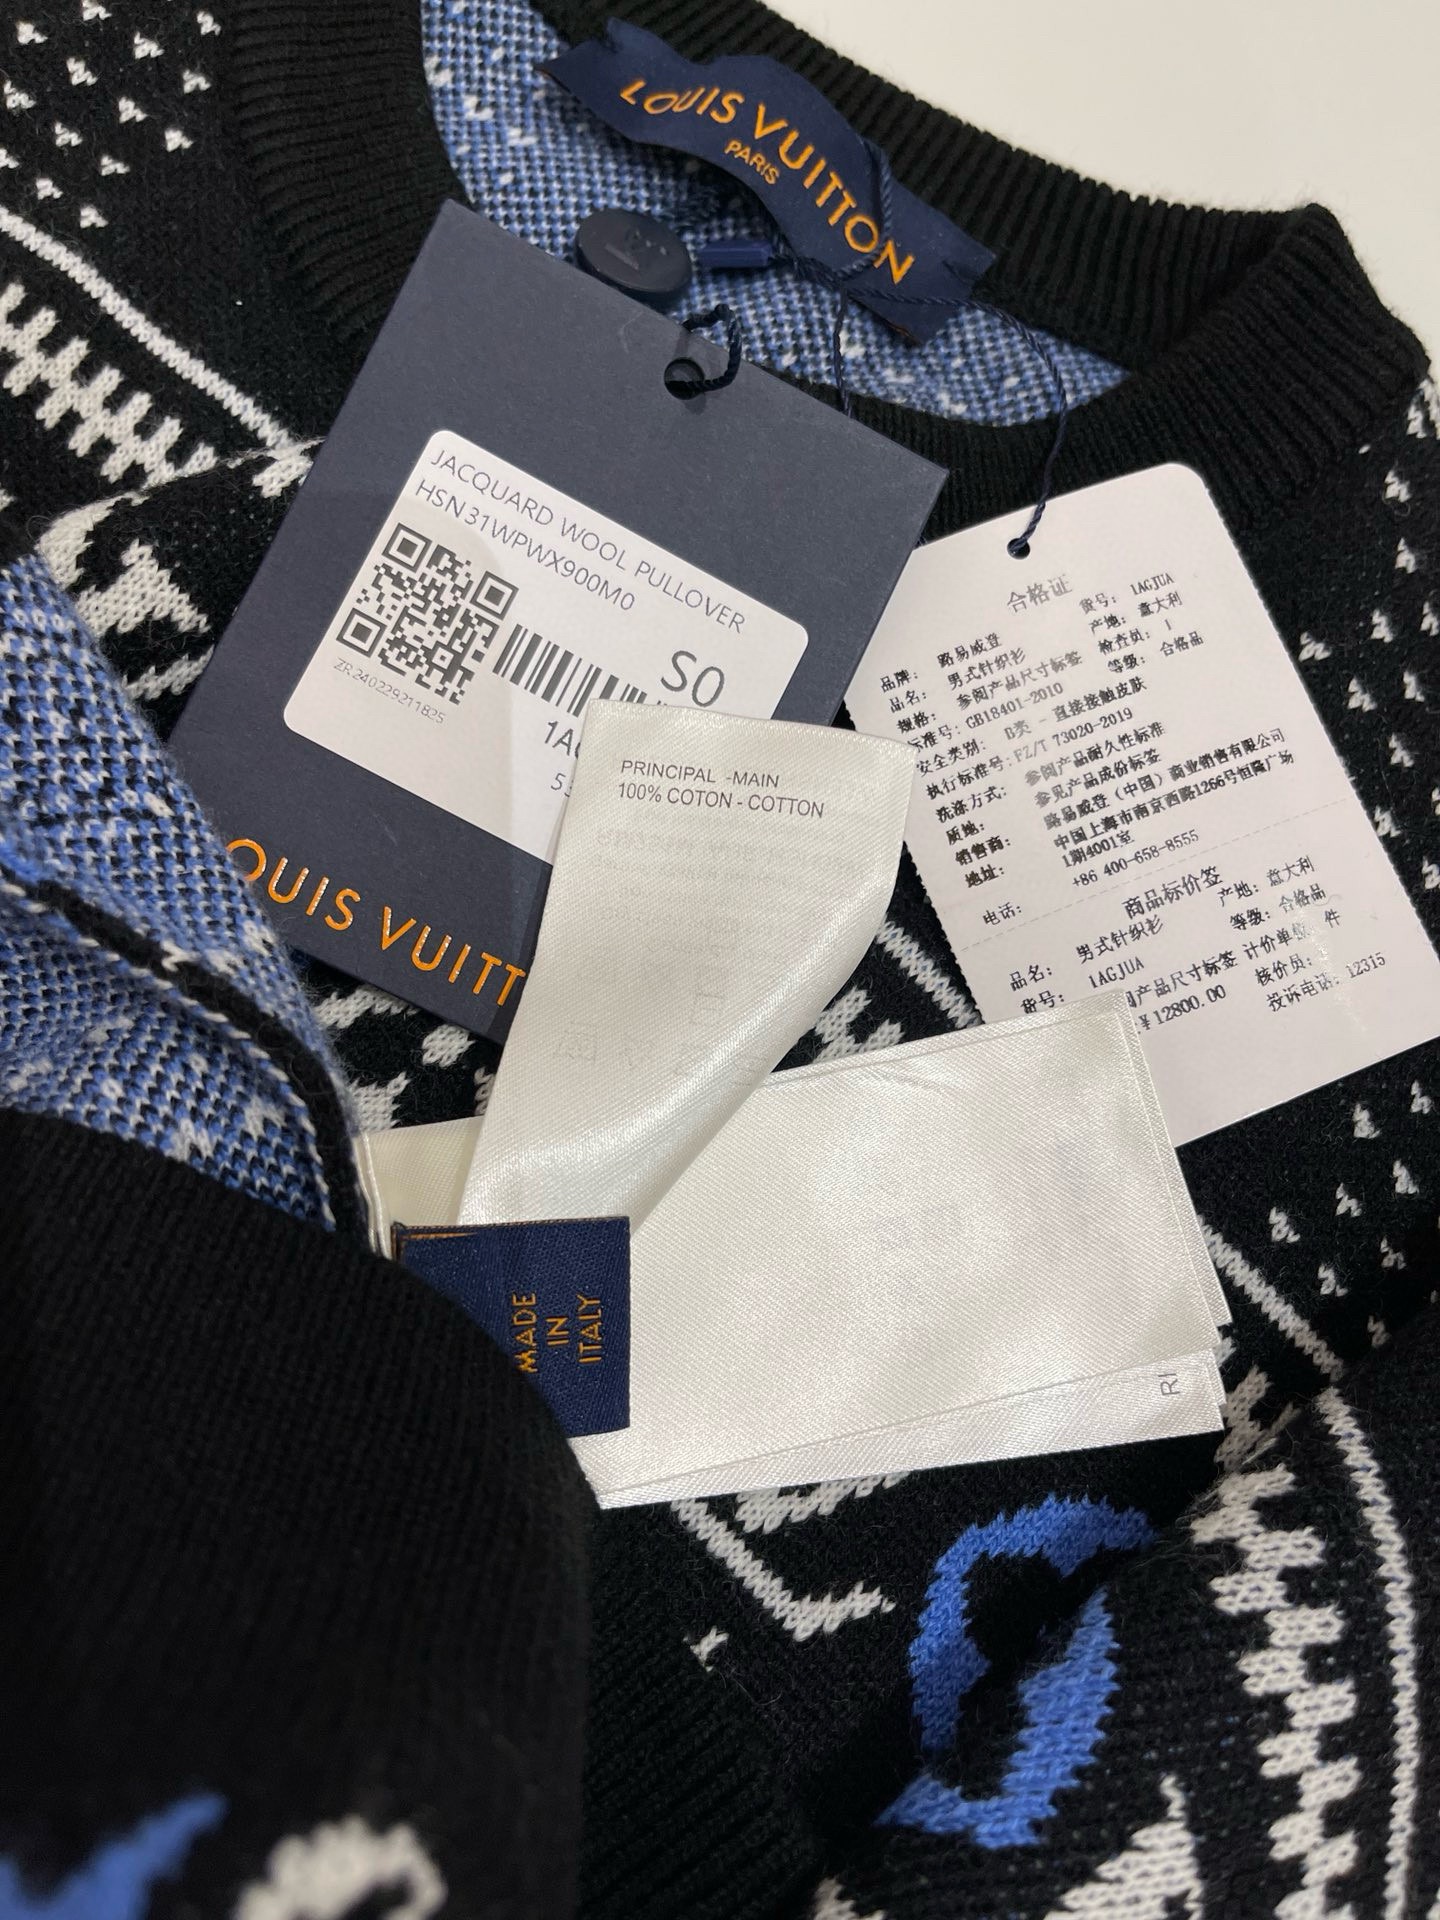 LOUIS VUITTON
PARIS
JACQUARD WOOL PULLOVER
HSN31WPWX900M0
S0
ZR.240229211825
LOUIS VUITT
PRINCIPAL -MAIN
100% COTON - COTTON
MADE
IN
ITALY
RI
合格证
货号: 1AGJUA
品牌: 路易威登 产地: 意大利
品名: 男式针织衫 检查员: 1
规格: 参阅产品尺寸标签 等级: 合格品
准号: GB18401-2010
安全类别: B类 - 直接接触皮肤
执行标准号: FZ/T 73020-2019
洗涤方式: 参阅产品耐久性标准
质地: 参见产品成份标签
销售商: 路易威登(中国)商业销售有限公司
地址: 中国上海市南京西路1266号恒隆广场
1期4001室
电话: +86 400-658-8555
商品标价签
品名: 男式针织衫 产地: 意大利
货号: 1AGJUA 等级: 合格品
产品尺寸标签 计价单位: 件
¥12800.00 核价员:
投诉电话: 12315